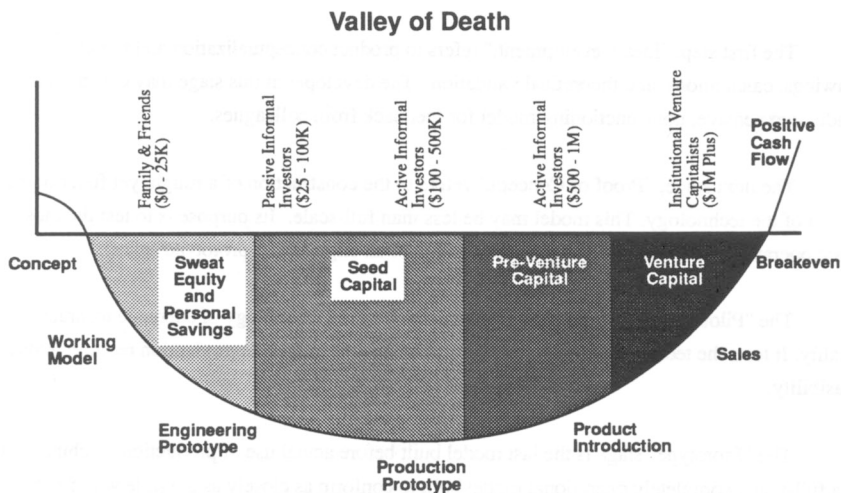 Valley of Death
Family & Friends
($0 - 25K)
Passive Informal
Investors
($25 - 100K)
Active Informal
Investors
($100 - 500K)
Active Informal
Investors
($500 - 1M)
Institutional Venture
Capitalists
($1M Plus)
Positive
Cash
Flow
Concept
Sweat
Equity
and
Personal
Savings
Seed
Capital
Pre-Venture
Capital
Venture
Capital
Breakeven
Working
Model
Sales
Engineering
Prototype
Product
Introduction
Production
Prototype